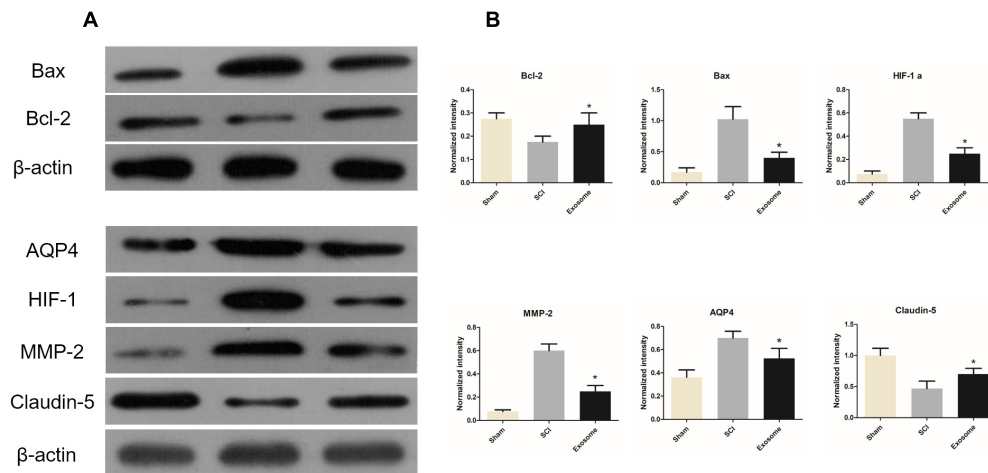 A
Bax
Bcl-2
β-actin
AQP4
HIF-1
MMP-2
Claudin-5
β-actin
B
Bcl-2
Normalized intensity
0.4
0.3
0.2
0.1
0.0
*
Sham
SCI
Exosome
Bax
Normalized intensity
1.5
1.0
0.5
0.0
*
Sham
SCI
Exosome
HIF-1 a
Normalized intensity
0.8
0.6
0.4
0.2
0.0
*
Sham
SCI
Exosome
MMP-2
Normalized intensity
0.8
0.6
0.4
0.2
0.0
*
Sham
SCI
Exosome
AQP4
Normalized intensity
0.8
0.6
0.4
0.2
0.0
*
Sham
SCI
Exosome
Claudin-5
Normalized intensity
1.5
1.0
0.5
0.0
*
Sham
SCI
Exosome